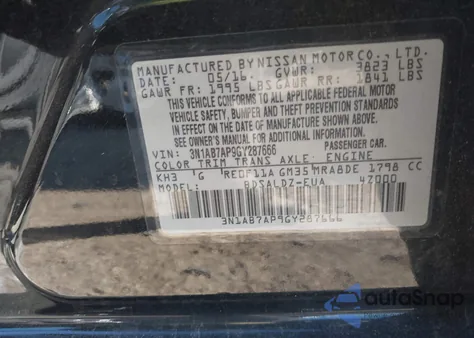 MANUFACTURED BY NISSAN MOTOR CO., LTD.
DATE: 05/16. GVWR: 3823 LBS
GAWR FR: 1995 LBS GAWR RR: 1841 LBS
THIS VEHICLE CONFORMS TO ALL APPLICABLE FEDERAL MOTOR
VEHICLE SAFETY, BUMPER AND THEFT PREVENTION STANDARDS
IN EFFECT ON THE DATE OF MANUFACTURE SHOWN ABOVE.
SEE OWNER'S MANUAL FOR ADDITIONAL INFORMATION.
VIN: 3N1AB7AP9GY287666 PASSENGER CAR.
COLOR TRIM TRANS AXLE ENGINE
KH3 G RE0F11A GM35 MRA8DE 1798 CC
MODEL: BDSALDZ-EUA 47000
3N1AB7AP9GY287666
autoSnap